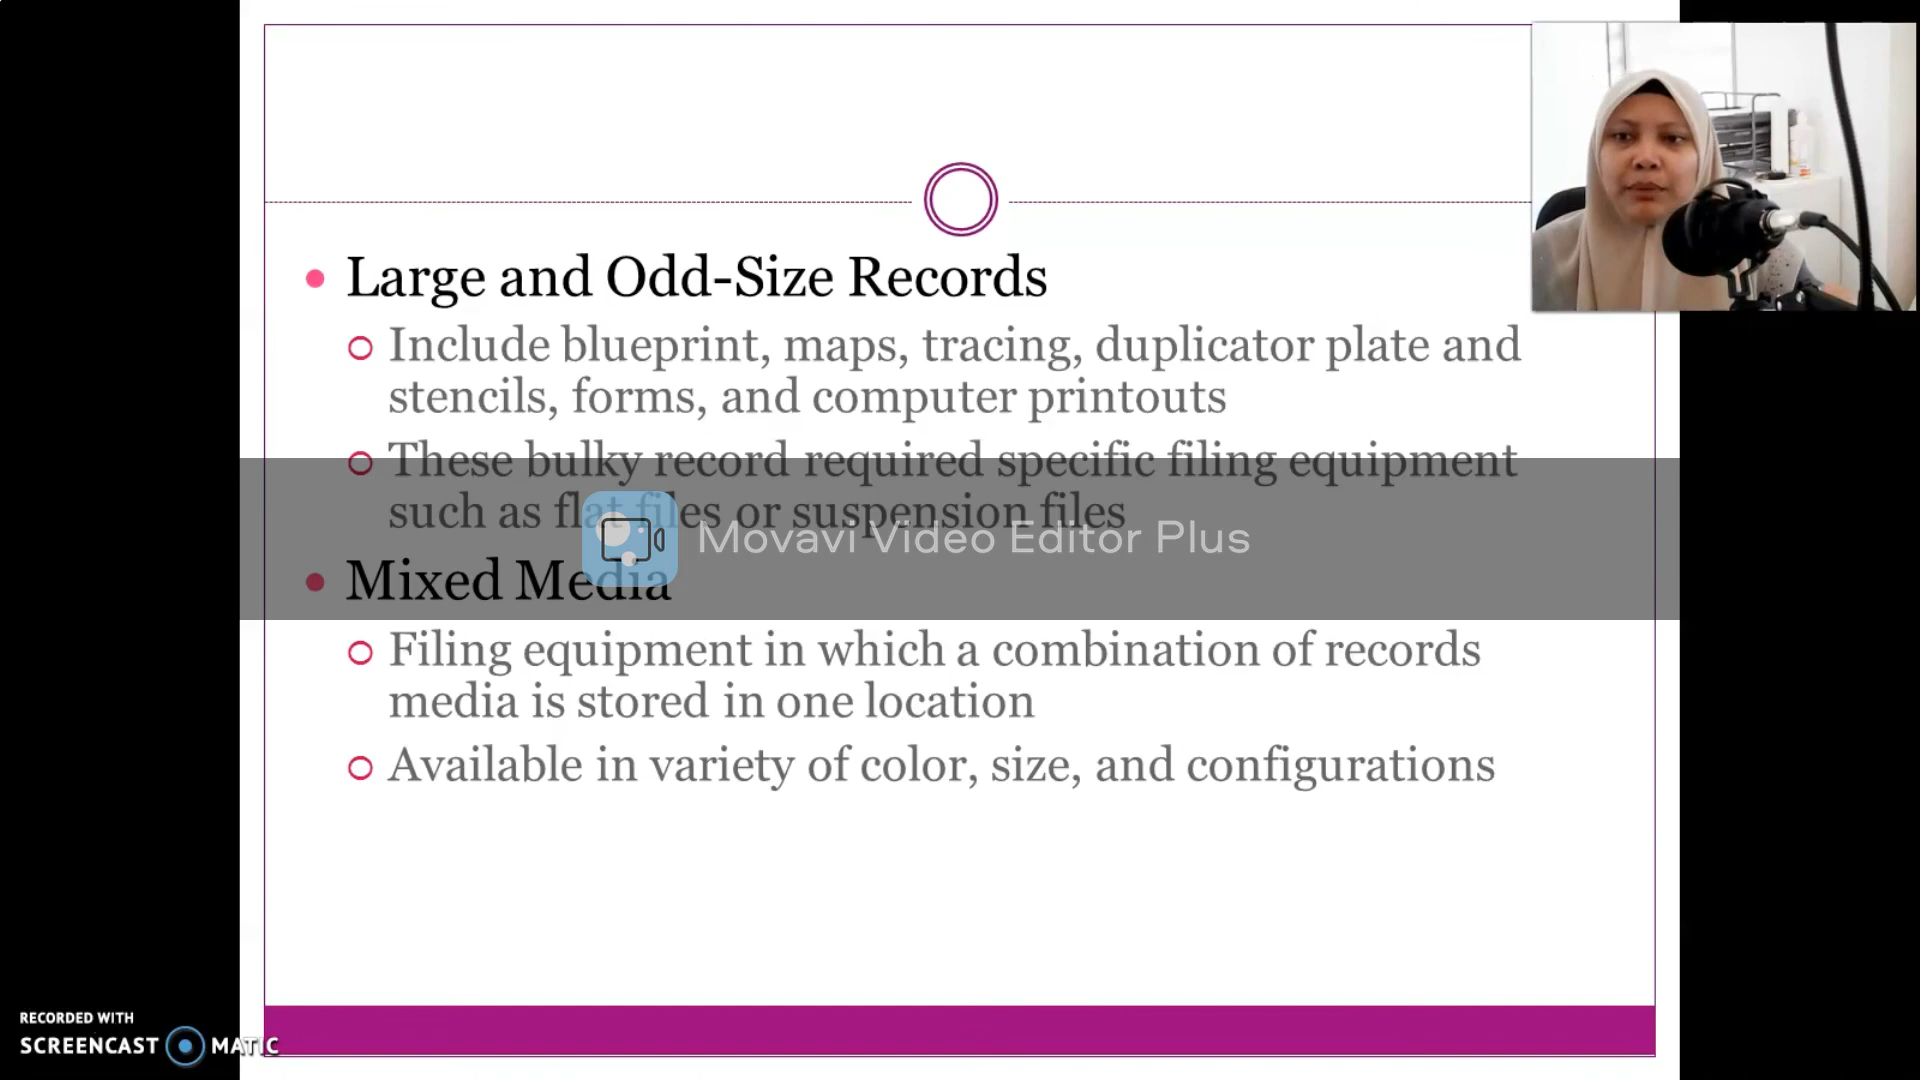 Large and Odd-Size Records
Include blueprint, maps, tracing, duplicator plate and
stencils, forms, and computer printouts
These bulky record required specific filing equipment
such as flat files or suspension files
Movavi Video Editor Plus
Mixed Media
Filing equipment in which a combination of records
media is stored in one location
Available in variety of color, size, and configurations
RECORDED WITH
SCREENCAST MATIC